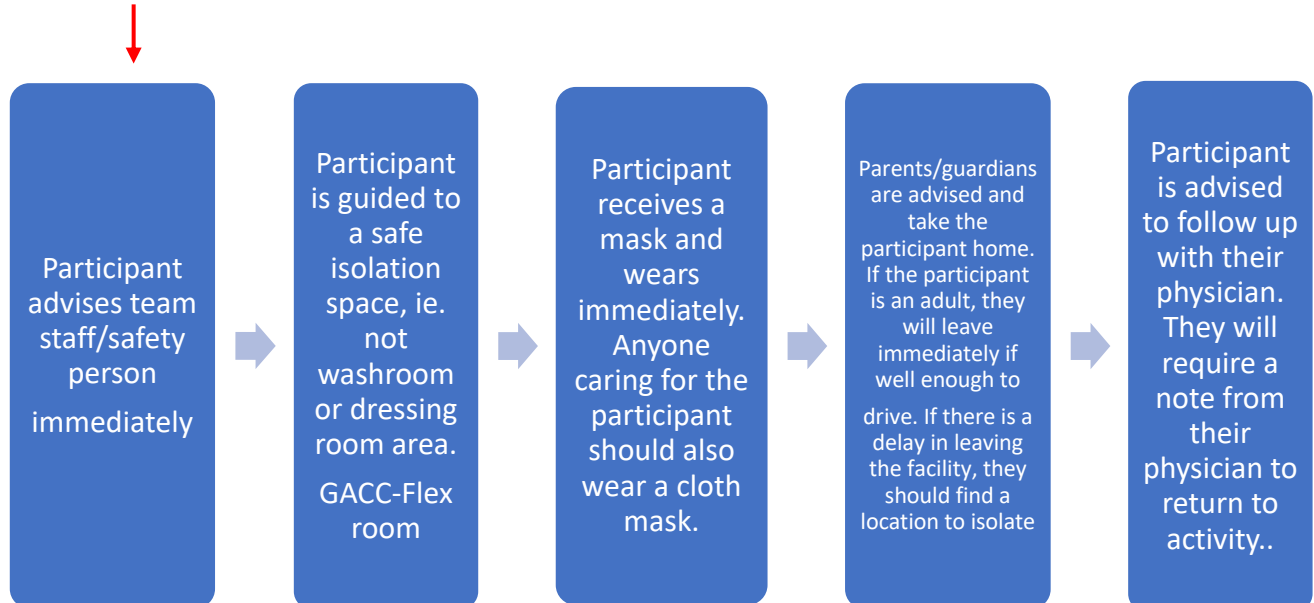 Participant
advises team
staff/safety
person
immediately
Participant
is guided to
a safe
isolation
space, ie.
not
washroom
or dressing
room area.
GACC-Flex
room
Participant
receives a
mask and
wears
immediately.
Anyone
caring for the
participant
should also
wear a cloth
mask.
Parents/guardians
are advised and
take the
participant home.
If the participant
is an adult, they
will leave
immediately if
well enough to
drive. If there is a
delay in leaving
the facility, they
should find a
location to isolate
Participant
is advised
to follow up
with their
physician.
They will
require a
note from
their
physician to
return to
activity..